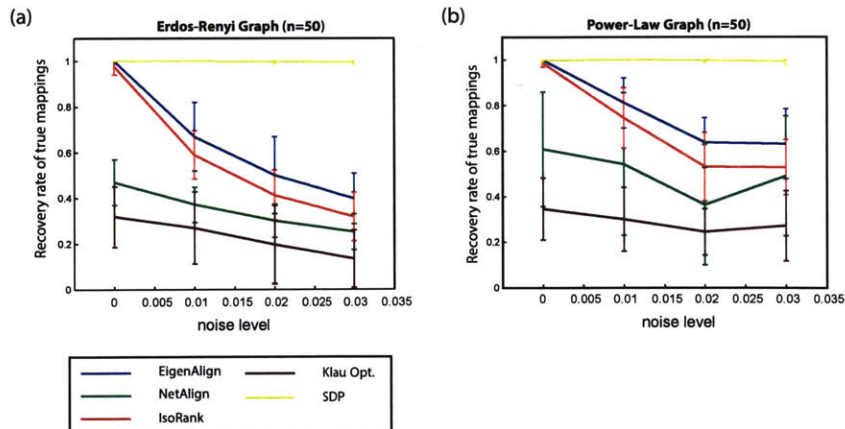 (a)
Erdos-Renyi Graph (n=50)
Recovery rate of true mappings
1
0.8
0.6
0.4
0.2
0
0 0.005 0.01 0.015 0.02 0.025 0.03 0.035
noise level
(b)
Power-Law Graph (n=50)
Recovery rate of true mappings
1
0.8
0.6
0.4
0.2
0
0 0.005 0.01 0.015 0.02 0.025 0.03 0.035
noise level
EigenAlign
NetAlign
IsoRank
Klau Opt.
SDP